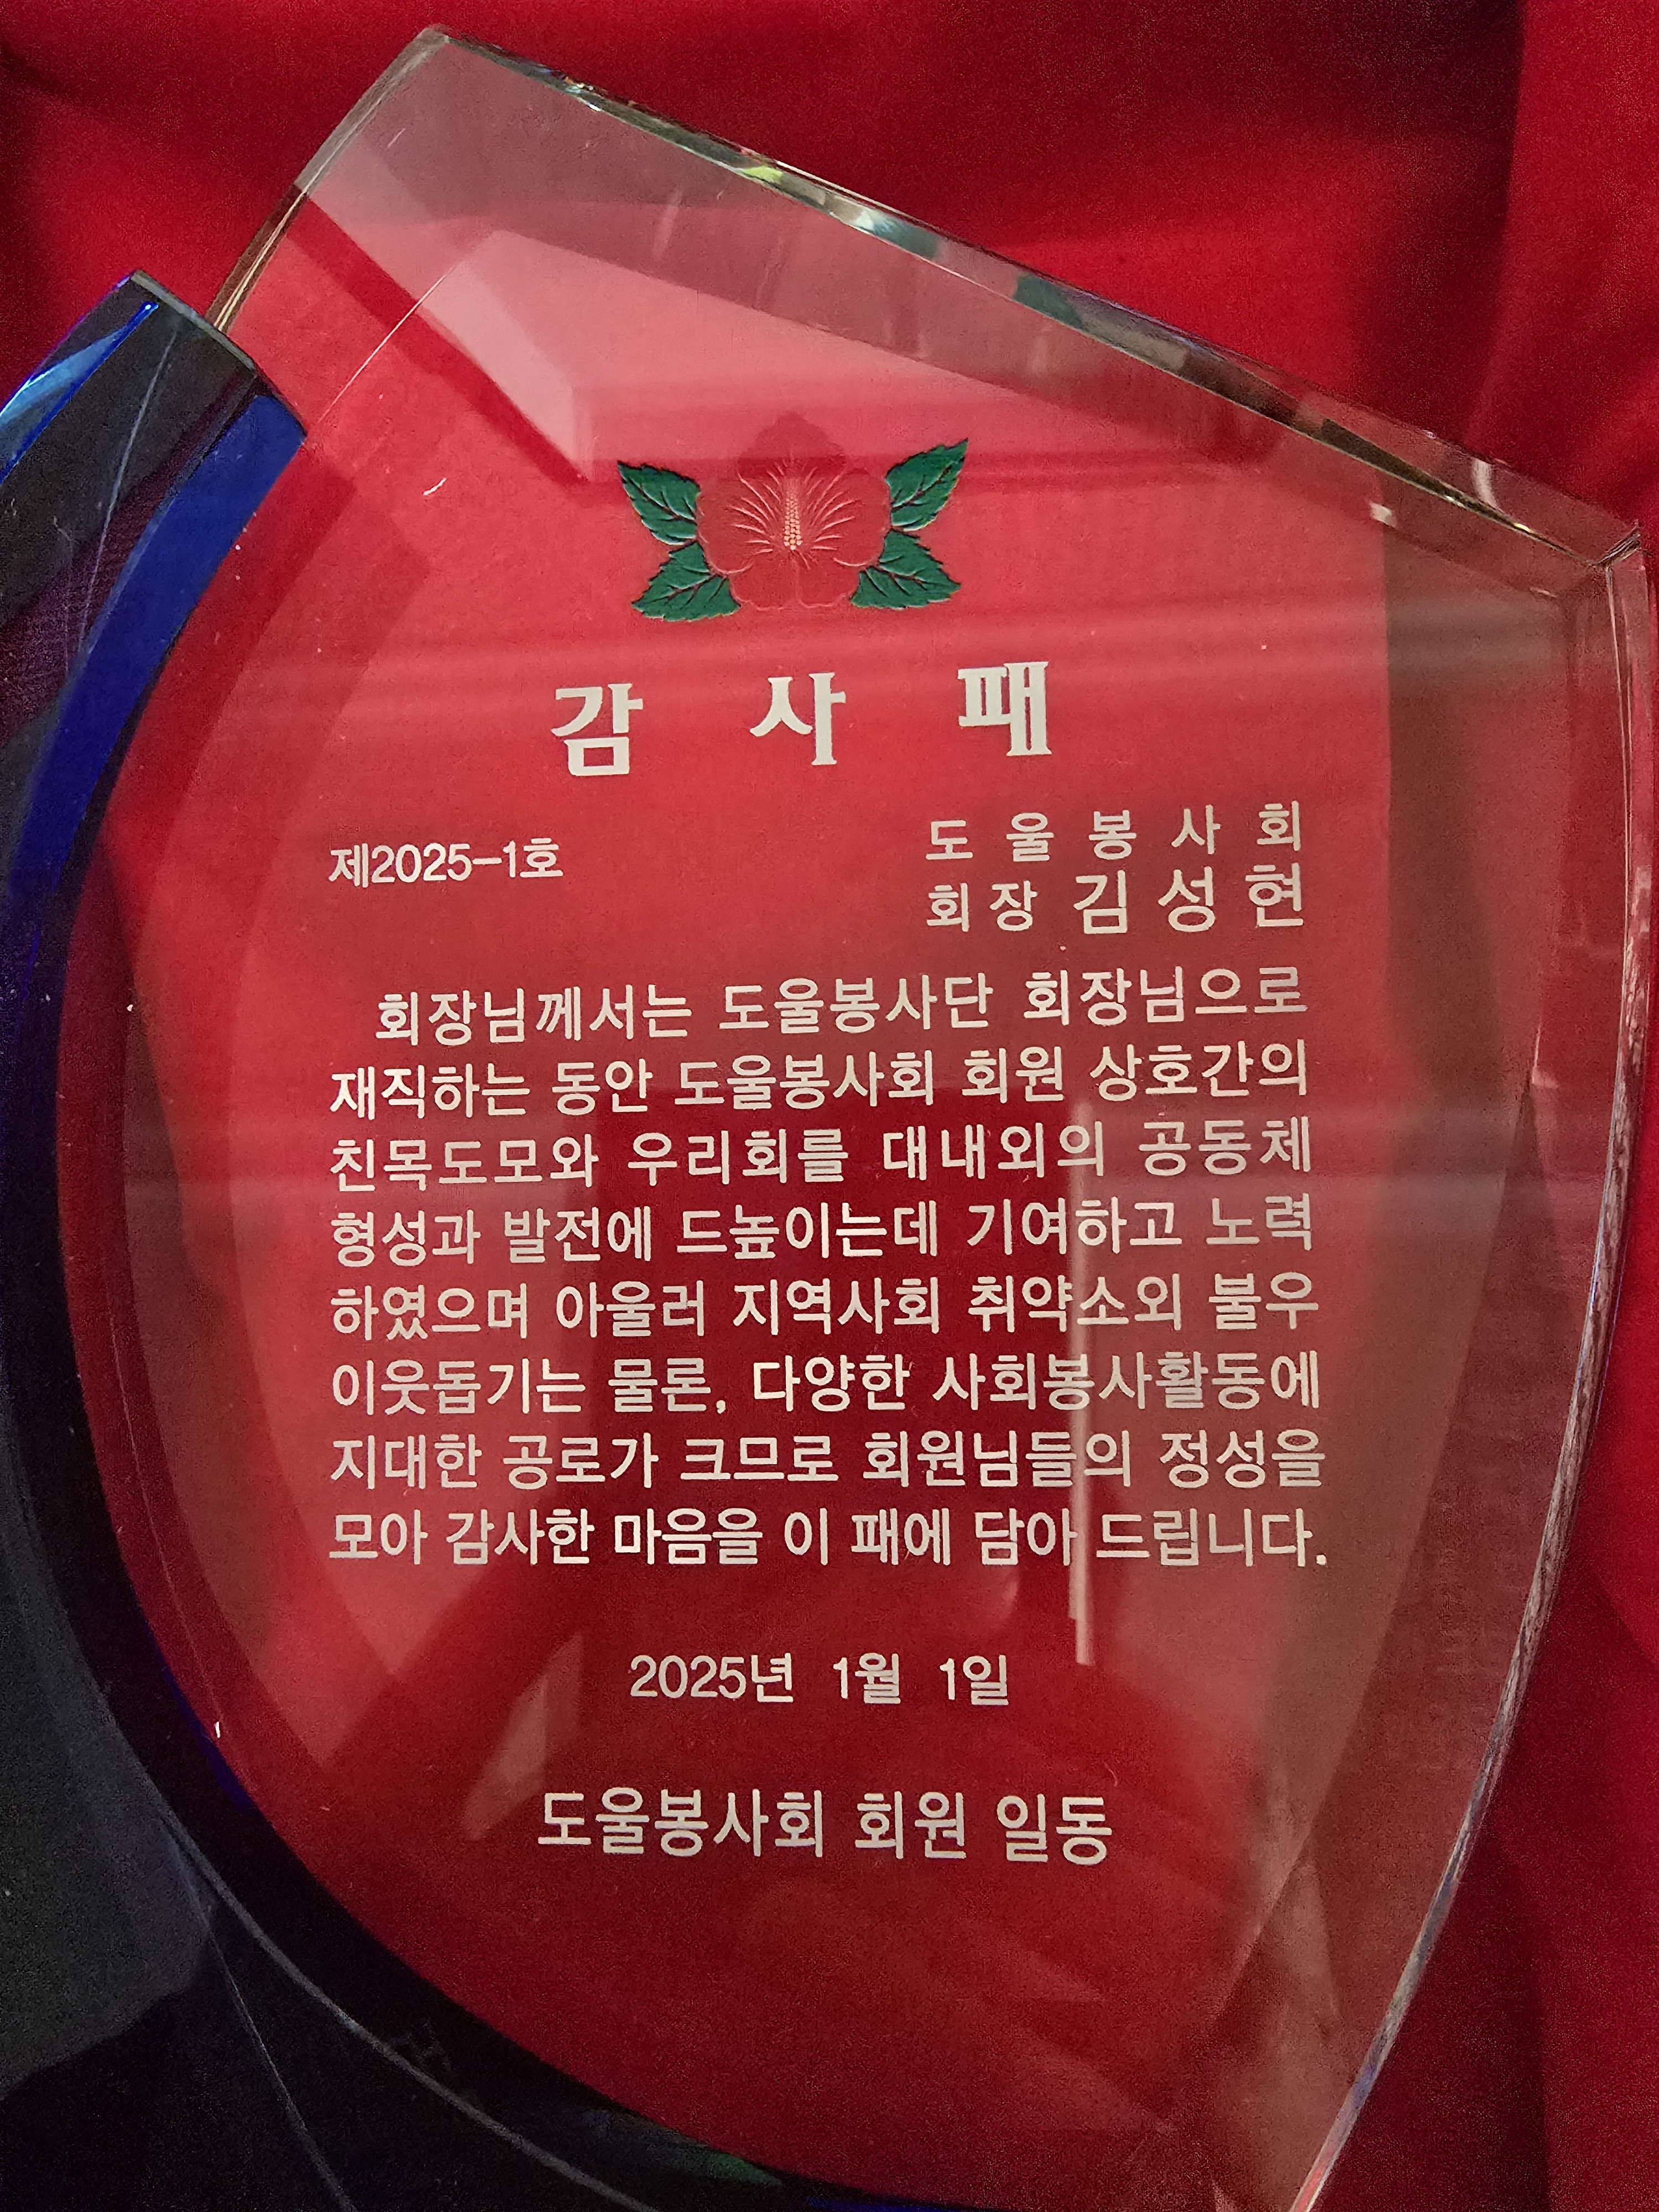 감 사 패
제2025-1호
도 울 봉 사 회
회장 김 성 현
회장님께서는 도울봉사단 회장님으로
재직하는 동안 도울봉사회 회원 상호간의
친목도모와 우리회를 대내외의 공동체
형성과 발전에 드높이는데 기여하고 노력
하였으며 아울러 지역사회 취약소외 불우
이웃돕기는 물론, 다양한 사회봉사활동에
지대한 공로가 크므로 회원님들의 정성을
모아 감사한 마음을 이 패에 담아 드립니다.
2025년 1월 1일
도울봉사회 회원 일동